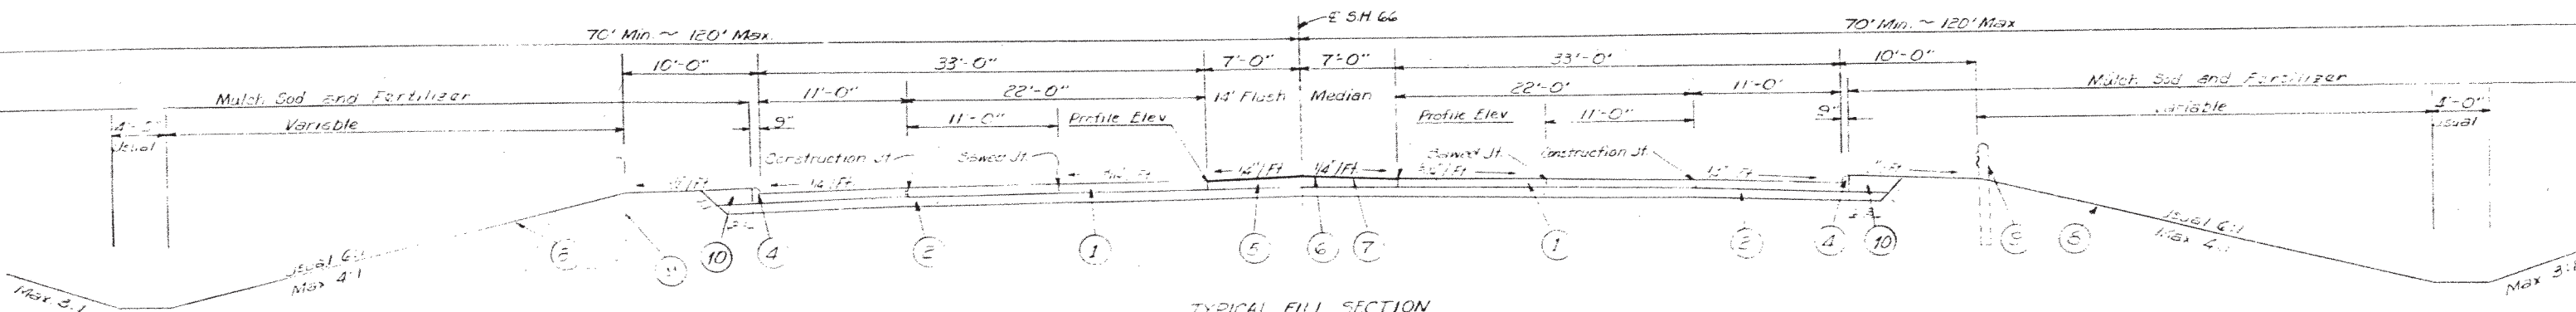 ℄ S.H. 66
70' Min. ~ 120' Max.
70' Min. ~ 120' Max
10'-0"
33'-0"
7'-0"
7'-0"
33'-0"
10'-0"
Mulch Sod and Fertilizer
11'-0"
22'-0"
14' Flush Median
22'-0"
11'-0"
Mulch Sod and Fertilizer
4'-0"
Usual
Variable
9"
11'-0"
Profile Elev
Profile Elev
11'-0"
9"
Variable
4'-0"
Usual
Construction Jt.
Sawed Jt.
Sawed Jt.
Construction Jt.
1/4"/Ft.
1/4"/Ft.
1/4"/Ft.
10
4
2
1
5
6
7
1
2
4
10
8
Usual 6:1
Max 4:1
Usual 6:1
Max 4:1
Max. 3:1
Max 3:
TYPICAL FILL SECTION